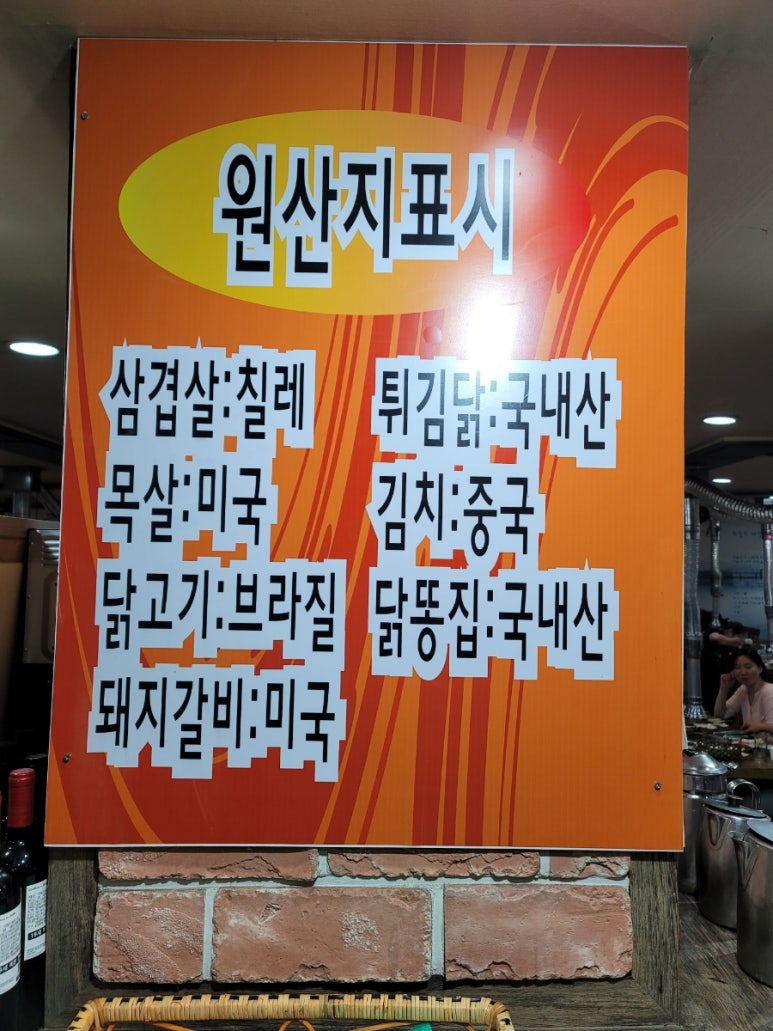 원산지표시
삼겹살:칠레
목살:미국
닭고기:브라질
돼지갈비:미국
튀김닭:국내산
김치:중국
닭똥집:국내산